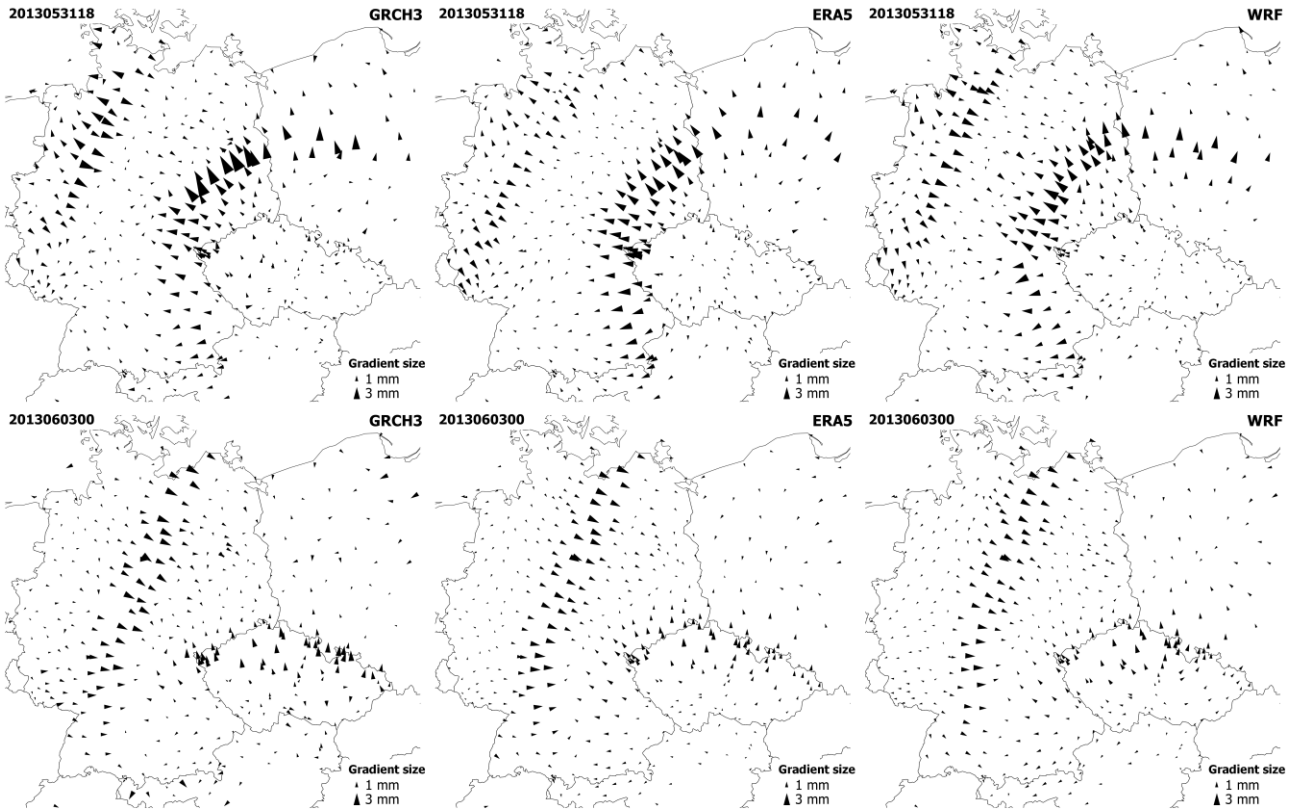 2013053118 GRCH3
Gradient size
1 mm
3 mm
2013053118 ERA5
Gradient size
1 mm
3 mm
2013053118 WRF
Gradient size
1 mm
3 mm
2013060300 GRCH3
Gradient size
1 mm
3 mm
2013060300 ERA5
Gradient size
1 mm
3 mm
2013060300 WRF
Gradient size
1 mm
3 mm